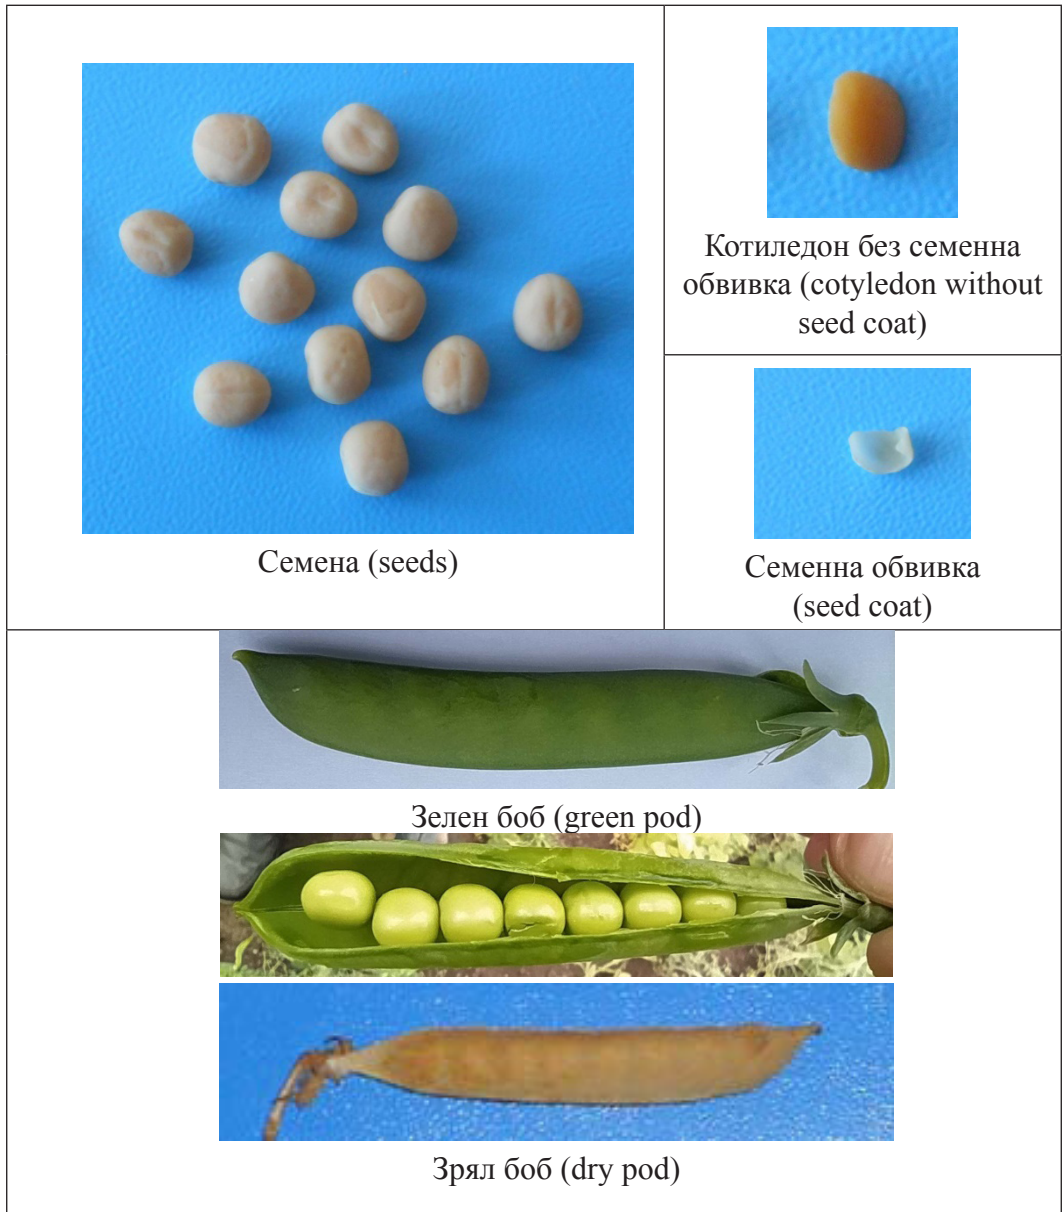 Семена (seeds)
Котиледон без семенна
обвивка (cotyledon without
seed coat)
Семенна обвивка
(seed coat)
Зелен боб (green pod)
Зрял боб (dry pod)